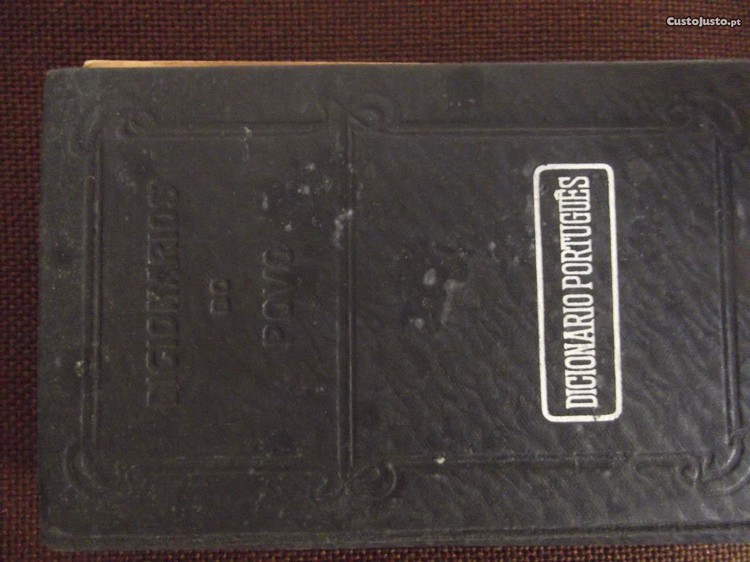 CustoJusto.pt
DICIONARIOS
DO
POVO
DICIONARIO PORTUGUÊS